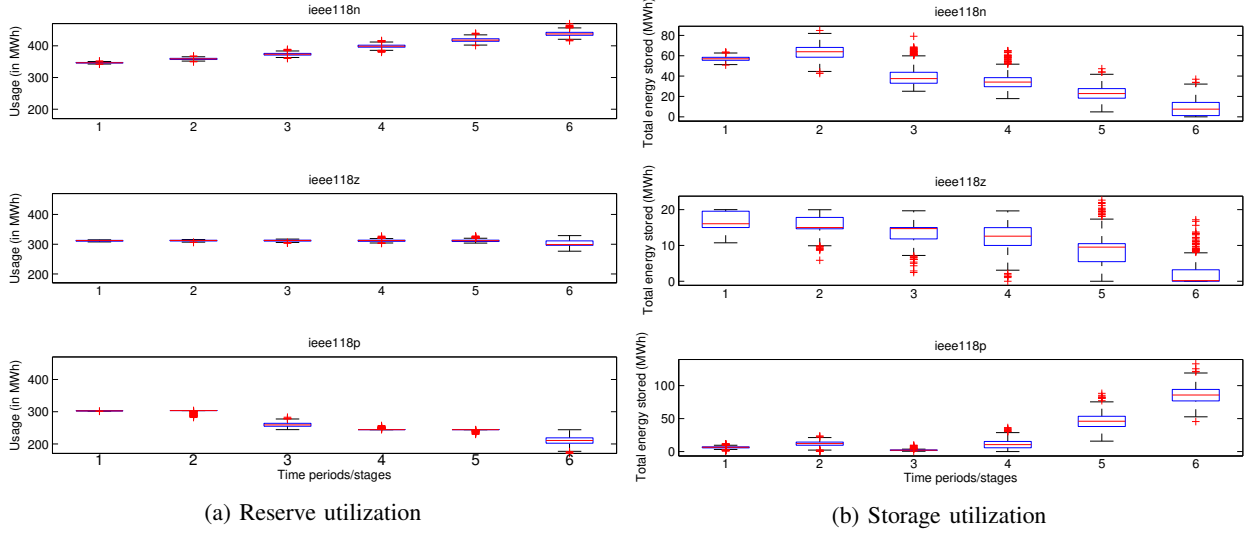 ieee118n
Usage (in MWh)
400
300
200
1 2 3 4 5 6
ieee118z
Usage (in MWh)
400
300
200
1 2 3 4 5 6
ieee118p
Usage (in MWh)
400
300
200
1 2 3 4 5 6
Time periods/stages
(a) Reserve utilization
ieee118n
Total energy stored (MWh)
80
60
40
20
0
1 2 3 4 5 6
ieee118z
Total energy stored (MWh)
20
10
0
1 2 3 4 5 6
ieee118p
Total energy stored (MWh)
100
50
0
1 2 3 4 5 6
Time periods/stages
(b) Storage utilization